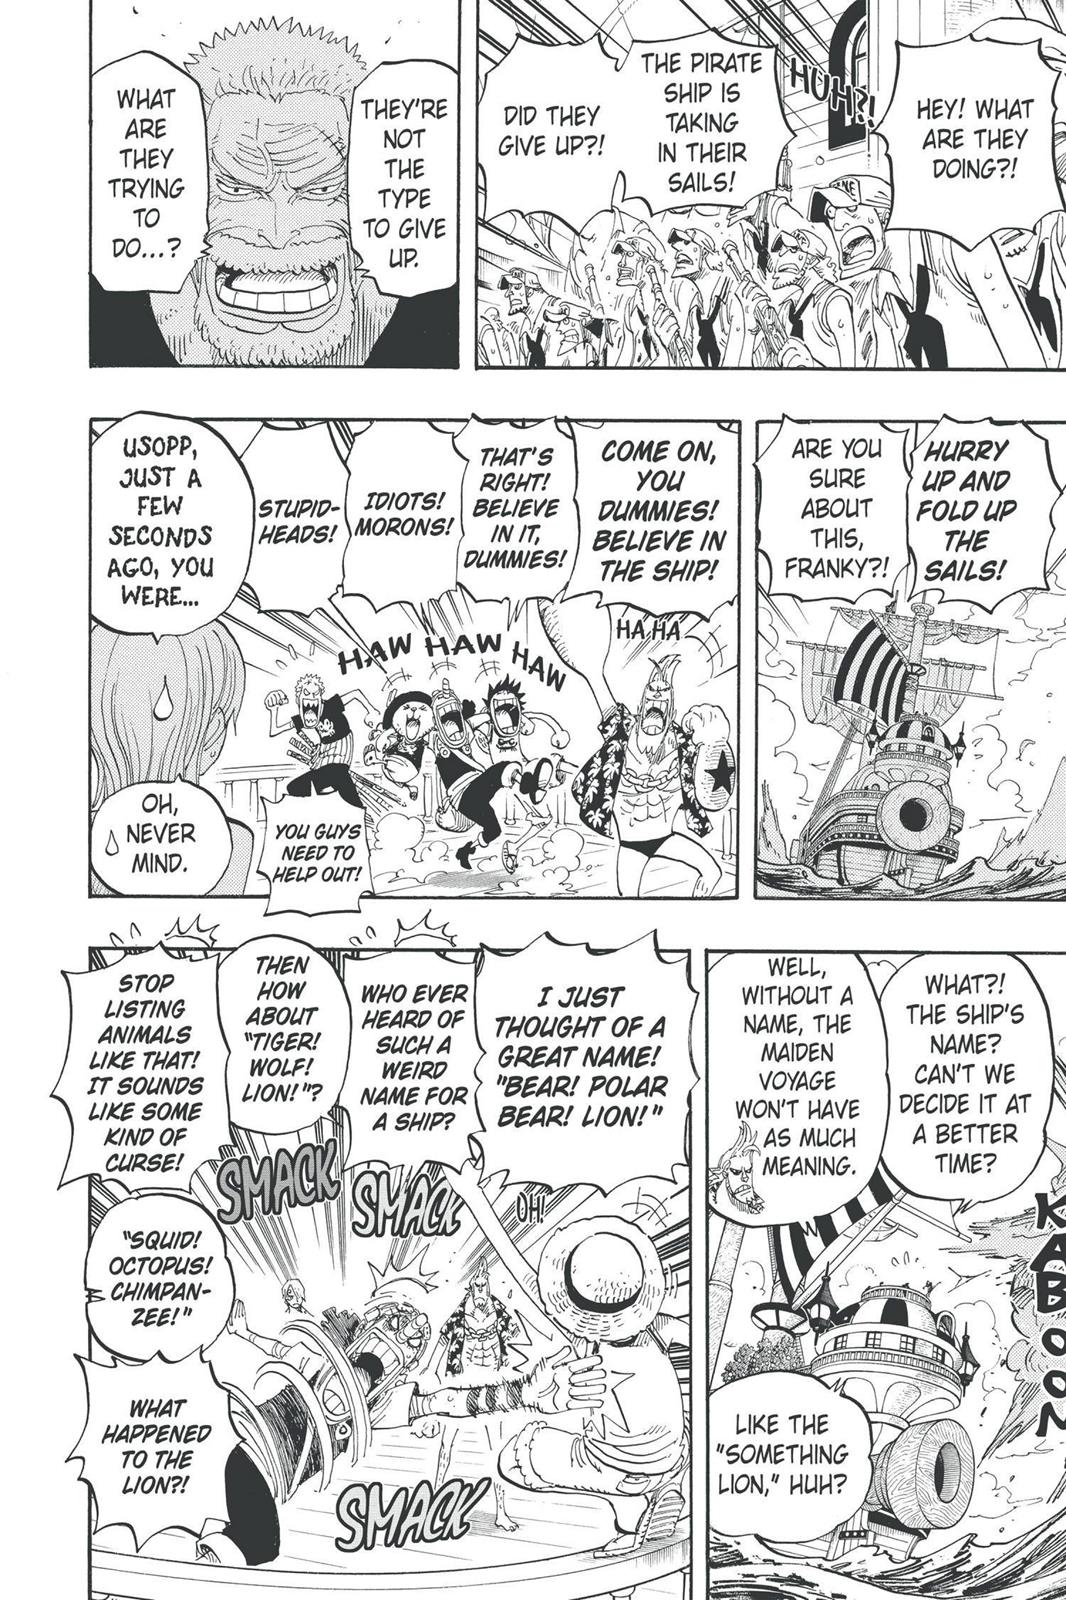 HEY! WHAT
ARE THEY
DOING?!
HUH?!
THE PIRATE
SHIP IS
TAKING
IN THEIR
SAILS!
DID THEY
GIVE UP?!
THEY'RE
NOT
THE
TYPE
TO GIVE
UP.
WHAT
ARE
THEY
TRYING
TO
DO...?
HURRY
UP AND
FOLD UP
THE
SAILS!
ARE YOU
SURE
ABOUT
THIS,
FRANKY?!
COME ON,
YOU
DUMMIES!
BELIEVE IN
THE SHIP!
THAT'S
RIGHT!
BELIEVE
IN IT,
DUMMIES!
IDIOTS!
MORONS!
STUPID-
HEADS!
HA HA
HAW HAW HAW
USOPP,
JUST A
FEW
SECONDS
AGO, YOU
WERE...
YOU GUYS
NEED TO
HELP OUT!
OH,
NEVER
MIND.
WHAT?!
THE SHIP'S
NAME?
CAN'T WE
DECIDE IT AT
A BETTER
TIME?
WELL,
WITHOUT A
NAME, THE
MAIDEN
VOYAGE
WON'T HAVE
AS MUCH
MEANING.
KABOOM
LIKE THE
"SOMETHING
LION," HUH?
I JUST
THOUGHT OF A
GREAT NAME!
"BEAR! POLAR
BEAR! LION!"
WHO EVER
HEARD OF
SUCH A
WEIRD
NAME FOR
A SHIP?
OH!
SMACK
THEN
HOW
ABOUT
"TIGER!
WOLF!
LION!"?
SMACK
STOP
LISTING
ANIMALS
LIKE THAT!
IT SOUNDS
LIKE SOME
KIND OF
CURSE!
"SQUID!
OCTOPUS!
CHIMPAN-
ZEE!"
SMACK
WHAT
HAPPENED
TO THE
LION?!